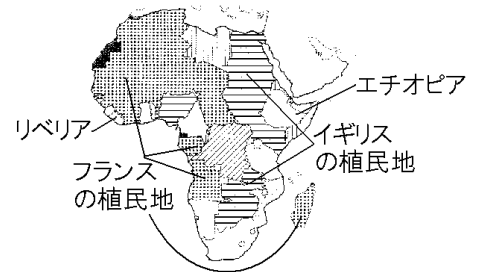 エチオピア
リベリア
イギリス
の植民地
フランス
の植民地